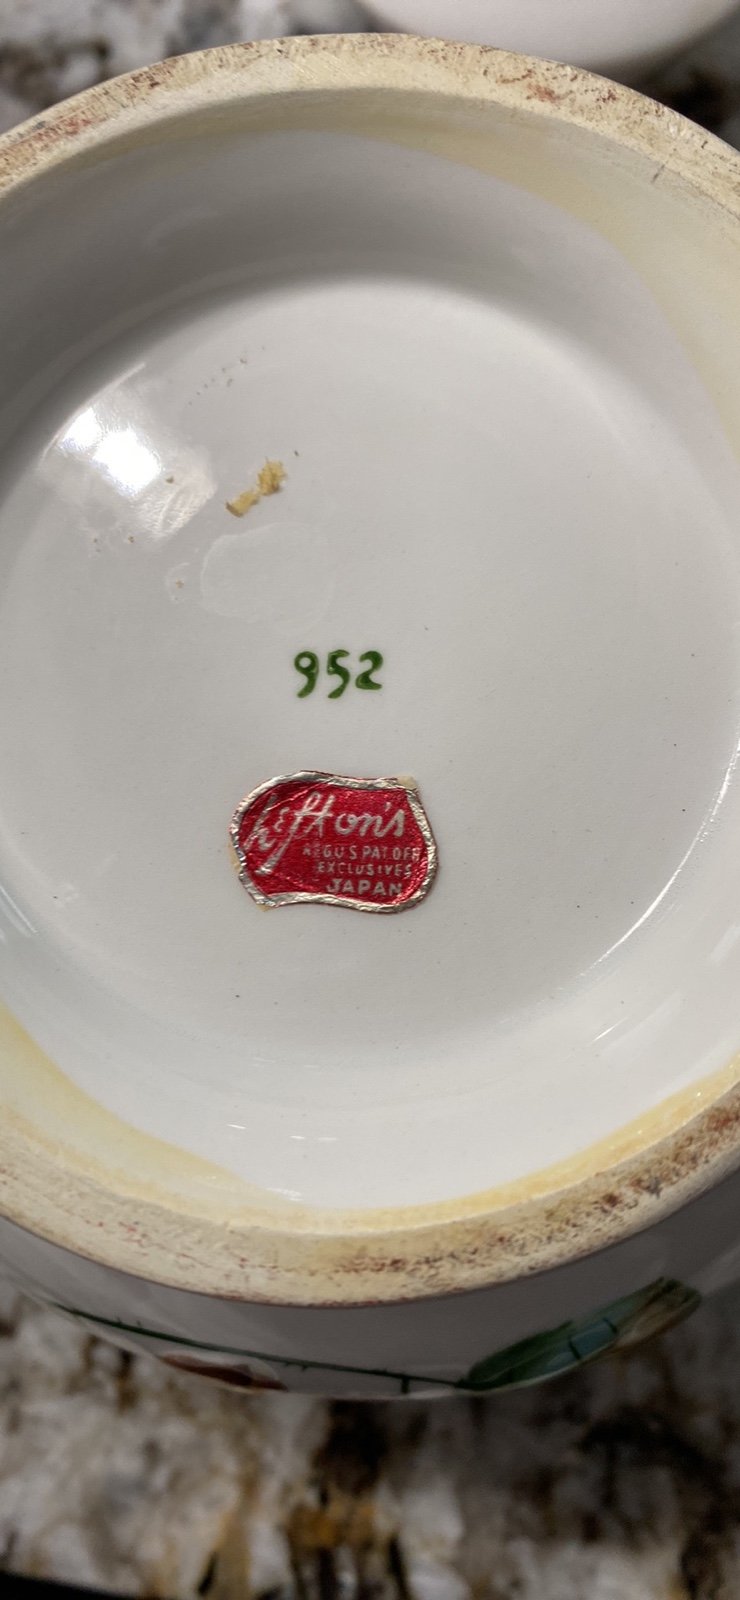 952
Lefton's
REG U.S. PAT. OFF.
EXCLUSIVES
JAPAN